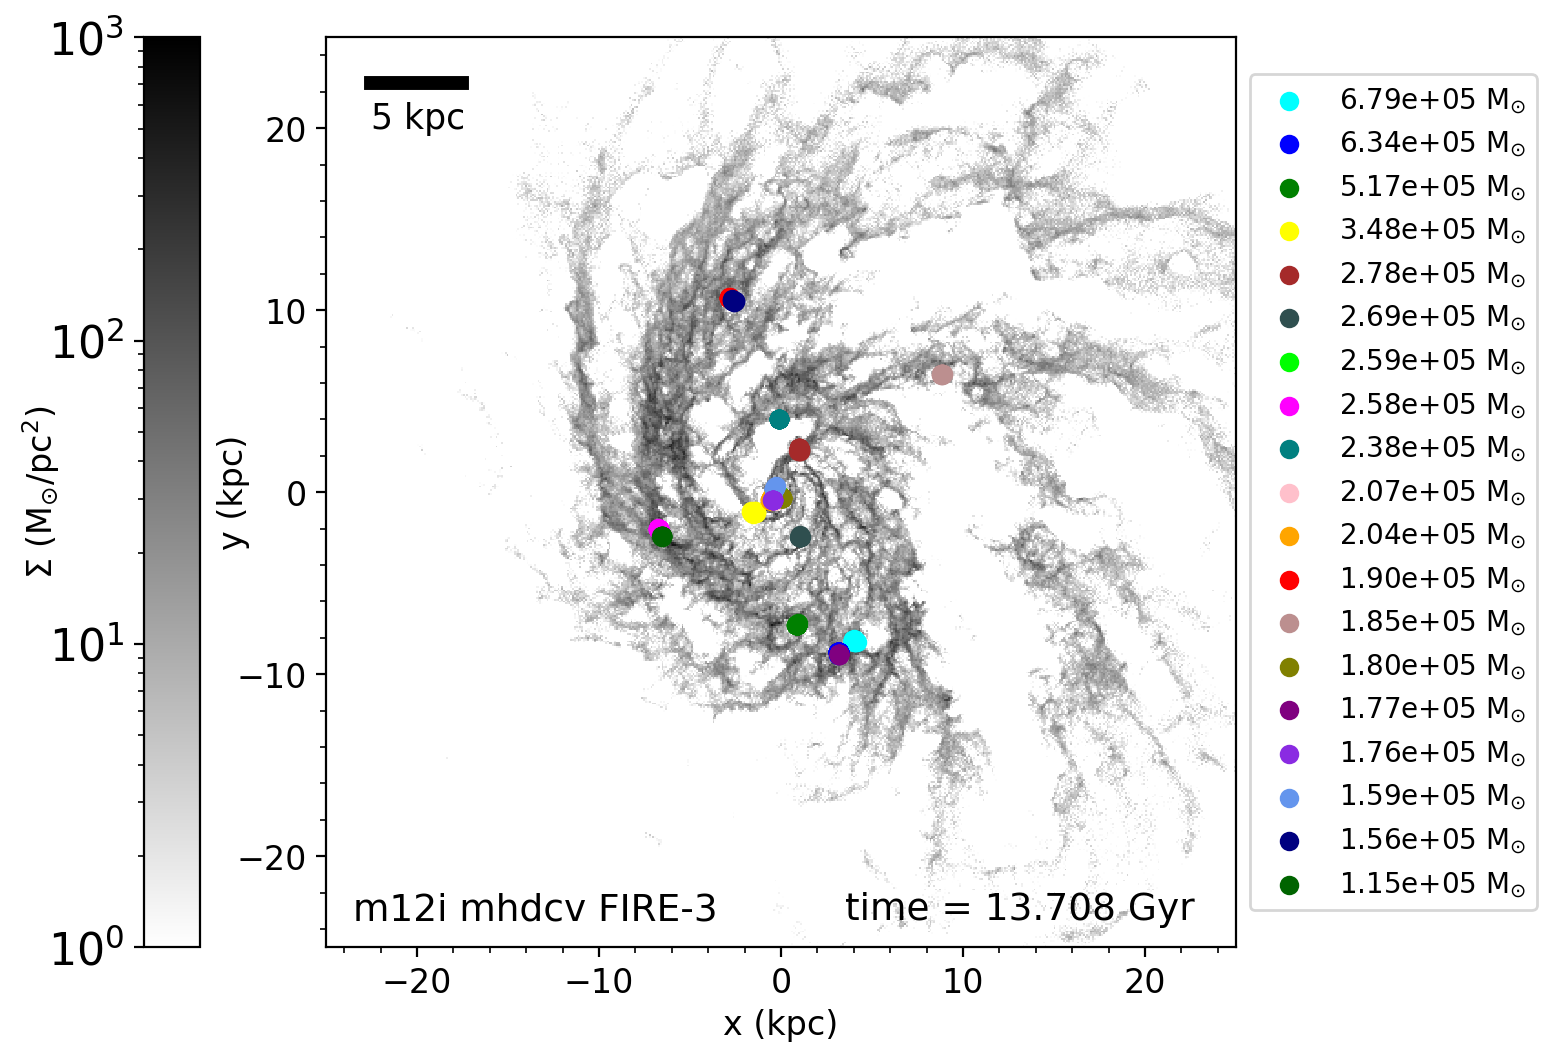 10³
10²
10¹
10⁰
Σ (M⊙/pc²)
y (kpc)
20
10
0
−10
−20
5 kpc
m12i mhdcv FIRE-3
time = 13.708 Gyr
−20
−10
0
10
20
x (kpc)
6.79e+05 M⊙
6.34e+05 M⊙
5.17e+05 M⊙
3.48e+05 M⊙
2.78e+05 M⊙
2.69e+05 M⊙
2.59e+05 M⊙
2.58e+05 M⊙
2.38e+05 M⊙
2.07e+05 M⊙
2.04e+05 M⊙
1.90e+05 M⊙
1.85e+05 M⊙
1.80e+05 M⊙
1.77e+05 M⊙
1.76e+05 M⊙
1.59e+05 M⊙
1.56e+05 M⊙
1.15e+05 M⊙